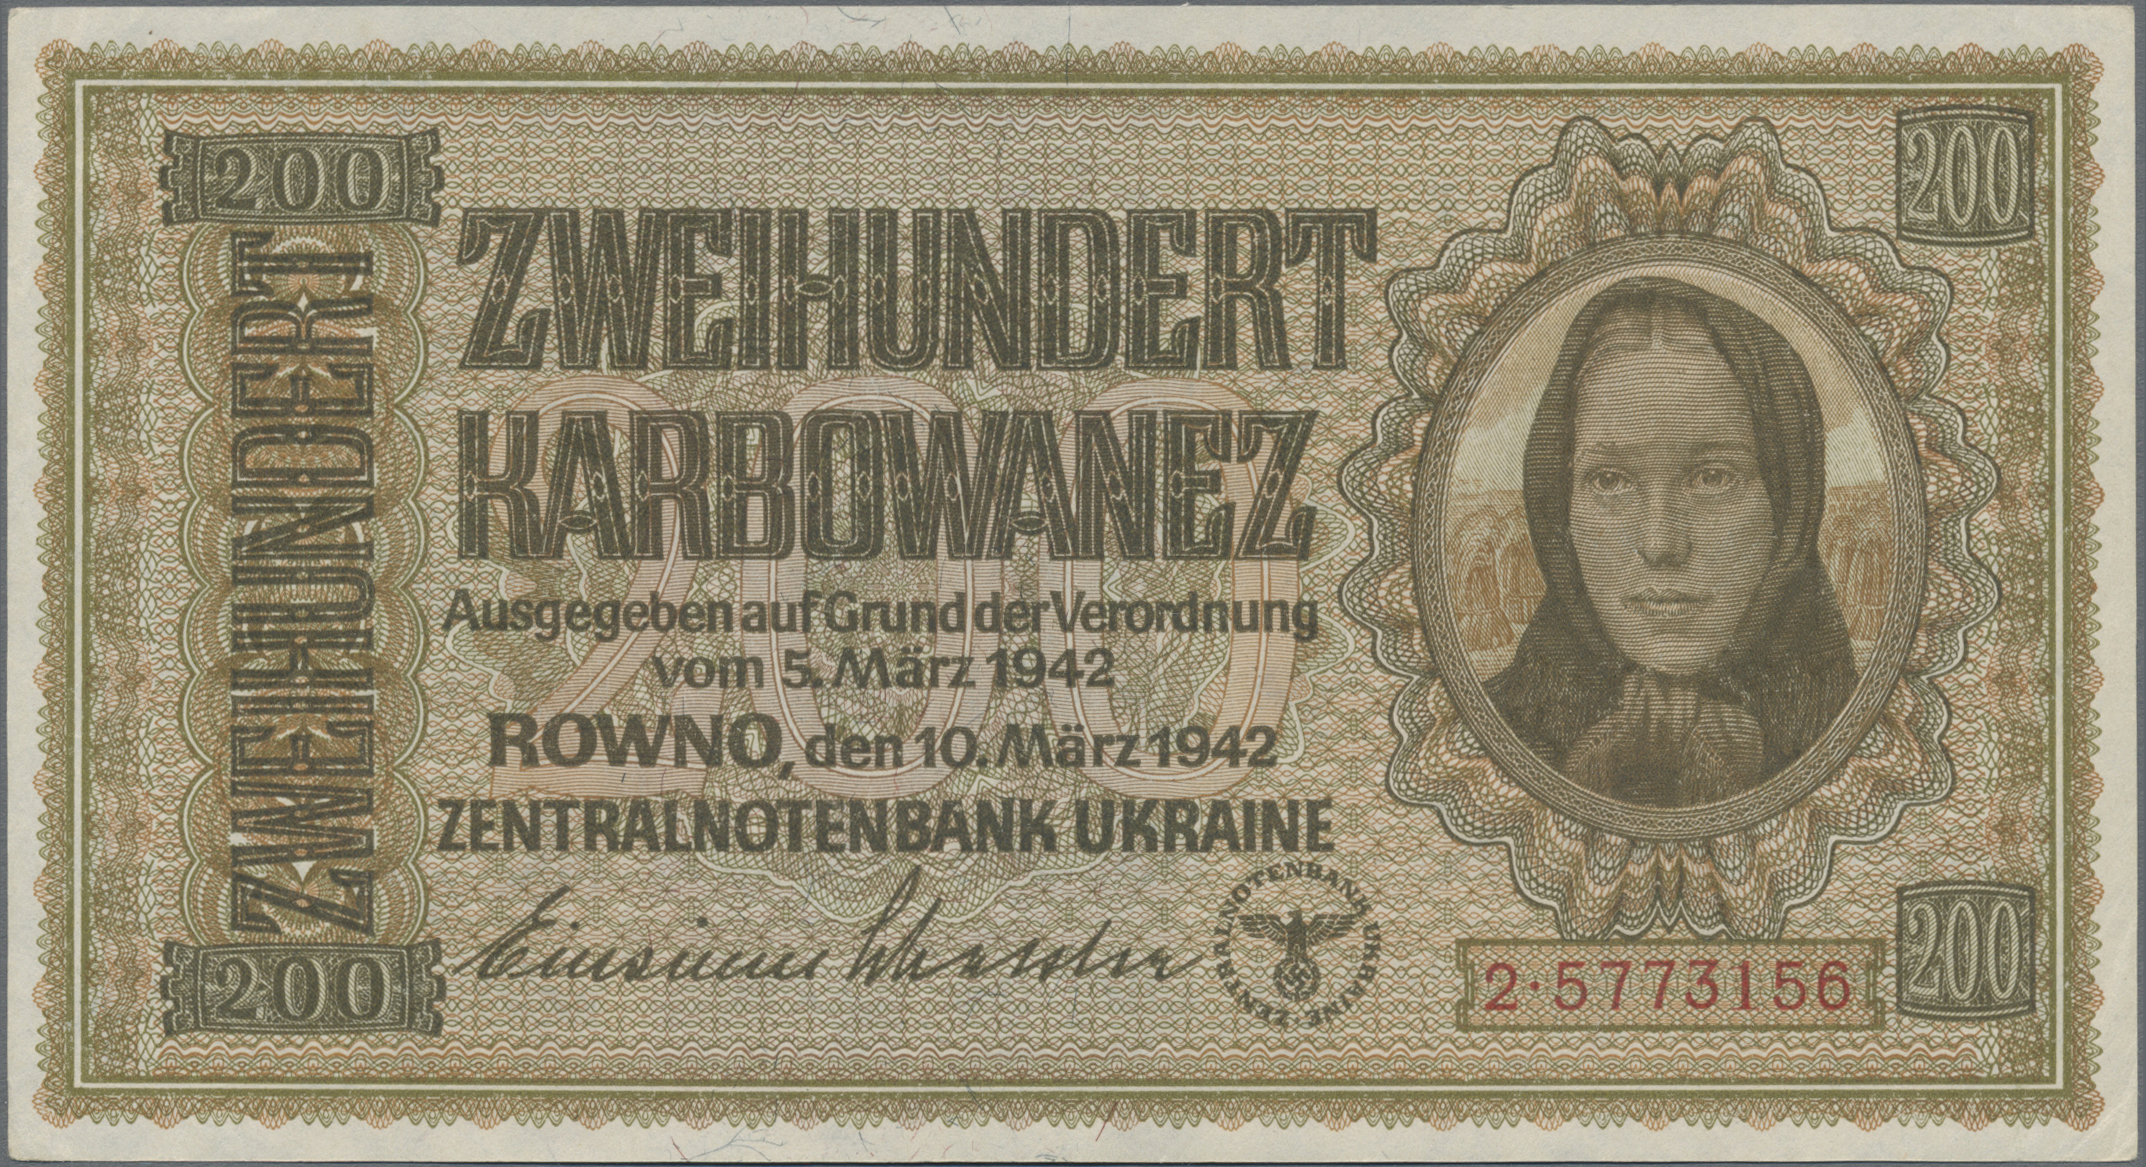 200
ZWEIHUNDERT
200
ZWEIHUNDERT
KARBOWANEZ
200
Ausgegeben auf Grund der Verordnung
vom 5. März 1942
ROWNO, den 10. März 1942
ZENTRALNOTENBANK UKRAINE
ZENTRALNOTENBANK UKRAINE
200
2·5773156
200